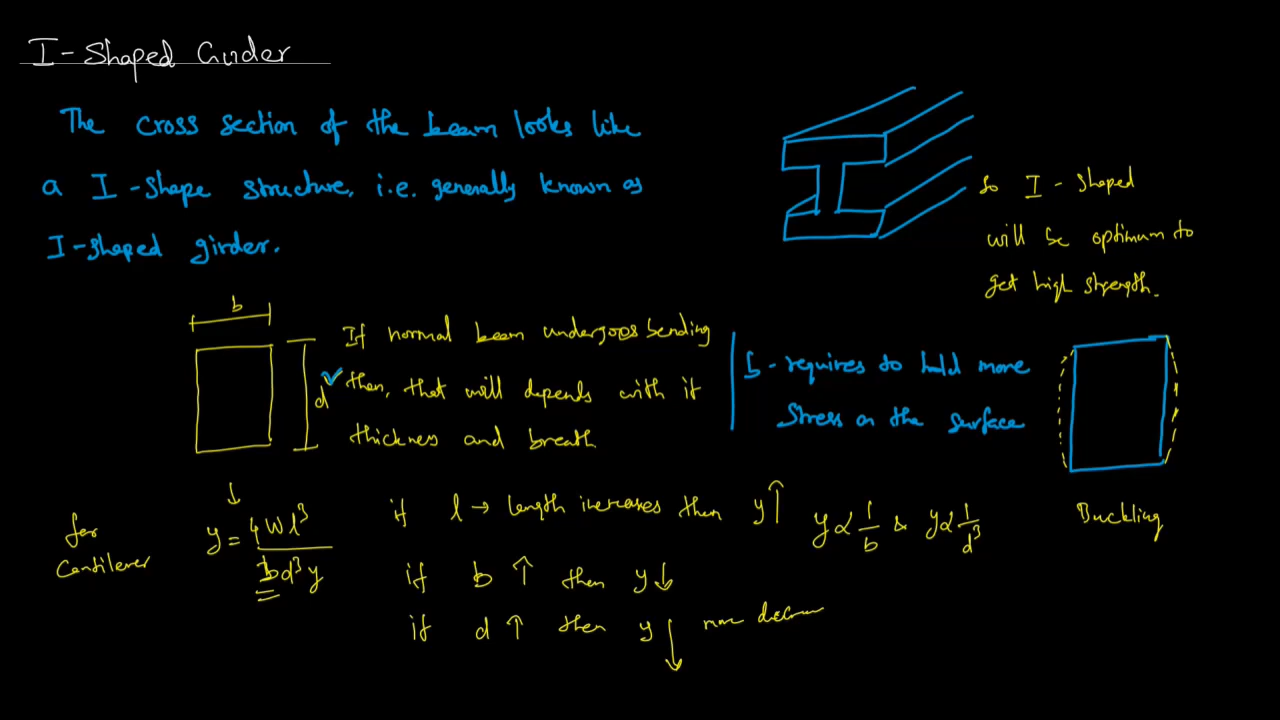 I-Shaped Girder
The cross section of the beam looks like
a I-shape structure, i.e. generally known as
I-shaped girder.
So I-shaped
will be optimum to
get high strength.
b
d
If normal beam undergoes bending
then, that will depends with it
thickness and breath
b - requires to hold more
stress on the surface
Buckling
for
Cantilever
y = 4Wl³ / bd³y
if l → length increases then y↑ y∝1/b & y∝1/d³
if b ↑ then y↓
if d ↑ then y↓